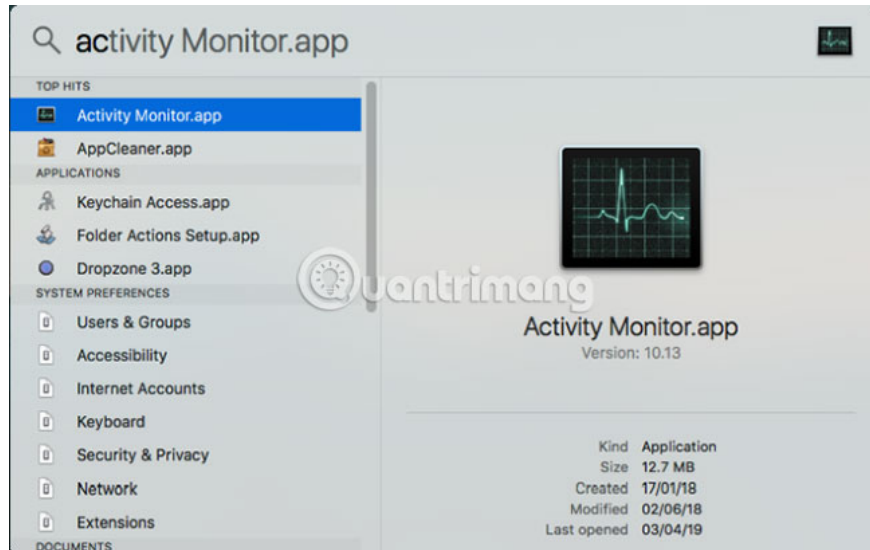 activity Monitor.app
TOP HITS
Activity Monitor.app
AppCleaner.app
APPLICATIONS
Keychain Access.app
Folder Actions Setup.app
Dropzone 3.app
SYSTEM PREFERENCES
Users & Groups
Accessibility
Internet Accounts
Keyboard
Security & Privacy
Network
Extensions
DOCUMENTS
Quantrimang
Activity Monitor.app
Version: 10.13
Kind Application
Size 12.7 MB
Created 17/01/18
Modified 02/06/18
Last opened 03/04/19